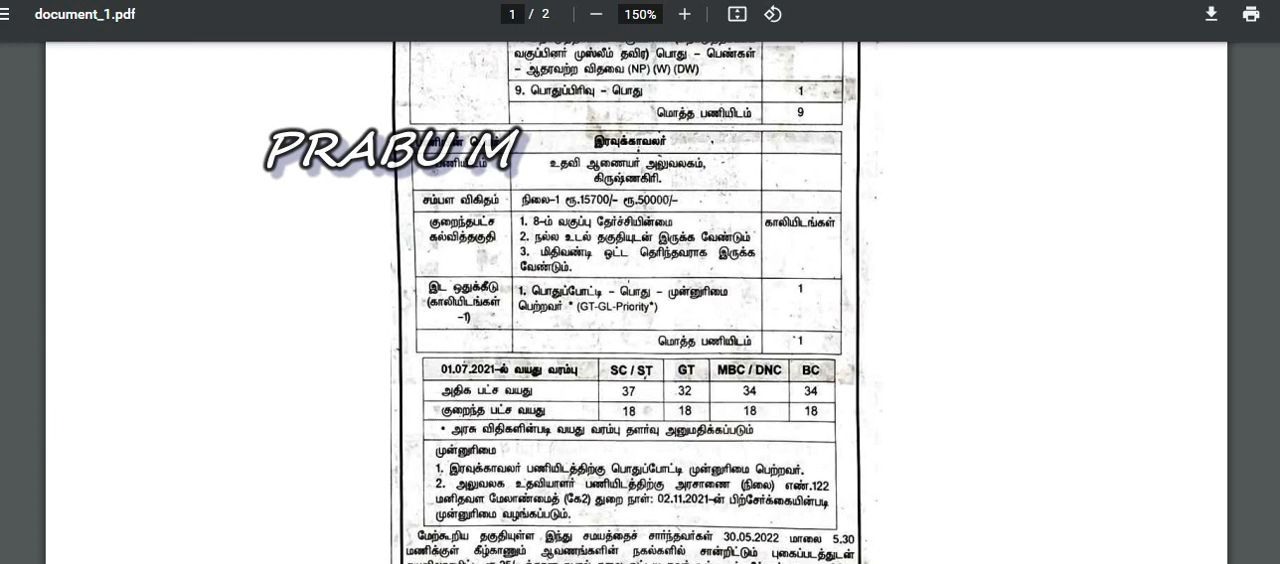 document_1.pdf
1 / 2
150%
வகுப்பினர் முஸ்லீம் தவிர) பொது - பெண்கள்
- ஆதரவற்ற விதவை (NP) (W) (DW)
9. பொதுப்பிரிவு - பொது 1
மொத்த பணியிடம் 9
PRABU M
இரவுக்காவலர்
பணியிடம் உதவி ஆணையர் அலுவலகம்,
கிருஷ்ணகிரி.
சம்பள விகிதம் நிலை-1 ரூ.15700/- ரூ.50000/-
குறைந்தபட்ச 1. 8-ம் வகுப்பு தேர்ச்சியின்மை காலியிடங்கள்
கல்வித்தகுதி 2. நல்ல உடல் தகுதியுடன் இருக்க வேண்டும்
3. மிதிவண்டி ஓட்ட தெரிந்தவராக இருக்க
வேண்டும்.
இட ஒதுக்கீடு 1. பொதுப்போட்டி - பொது - முன்னுரிமை 1
(காலியிடங்கள் பெற்றவர் * (GT-GL-Priority*)
-1)
மொத்த பணியிடம் 1
01.07.2021-ல் வயது வரம்பு SC / ST GT MBC / DNC BC
அதிக பட்ச வயது 37 32 34 34
குறைந்த பட்ச வயது 18 18 18 18
• அரசு விதிகளின்படி வயது வரம்பு தளர்வு அனுமதிக்கப்படும்
முன்னுரிமை
1. இரவுக்காவலர் பணியிடத்திற்கு பொதுப்போட்டி முன்னுரிமை பெற்றவர்.
2. அலுவலக உதவியாளர் பணியிடத்திற்கு அரசாணை (நிலை) எண்.122
மனிதவள மேலாண்மைத் (கே2) துறை நாள்: 02.11.2021-ன் பிற்சேர்க்கையின்படி
முன்னுரிமை வழங்கப்படும்.
மேற்கூறிய தகுதியுள்ள இந்து சமயத்தைச் சார்ந்தவர்கள் 30.05.2022 மாலை 5.30
மணிக்குள் கீழ்காணும் ஆவணங்களின் நகல்களில் சான்றிட்டும் புகைப்படத்துடன்